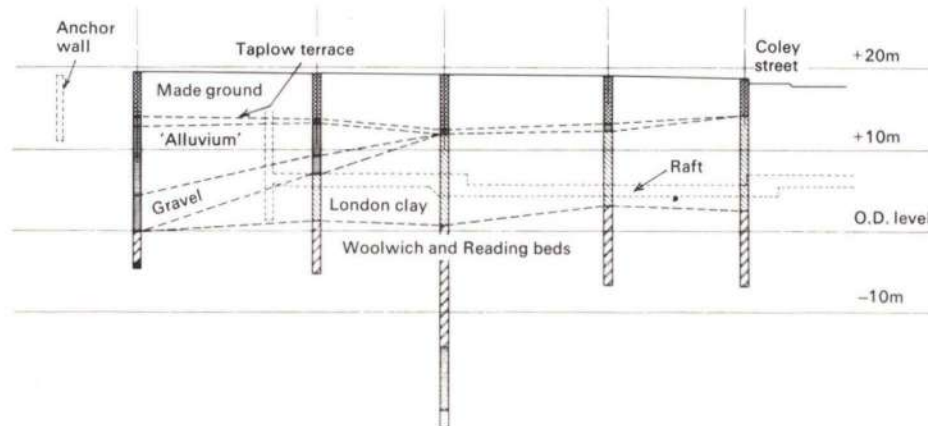 Anchor
wall
Taplow terrace
Coley
street
+20m
Made ground
'Alluvium'
+10m
Raft
Gravel
London clay
O.D. level
Woolwich and Reading beds
−10m